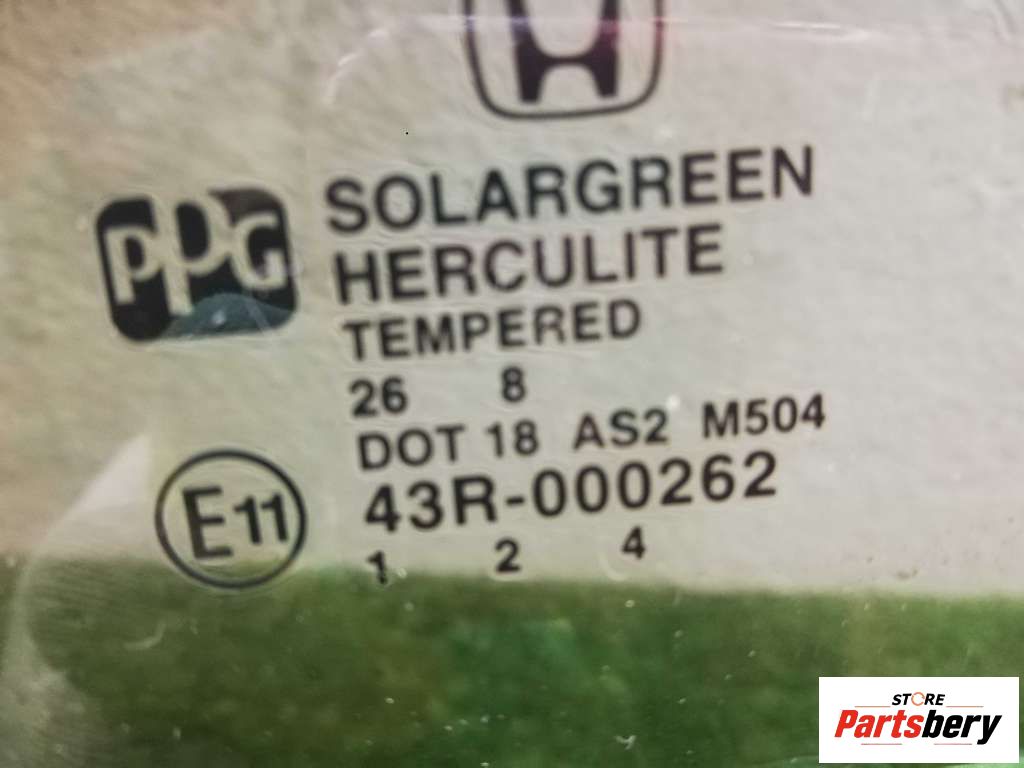 PPG
SOLARGREEN
HERCULITE
TEMPERED
26 8
DOT 18 AS2 M504
E11 43R-000262
1 2 4
STORE
Partsbery